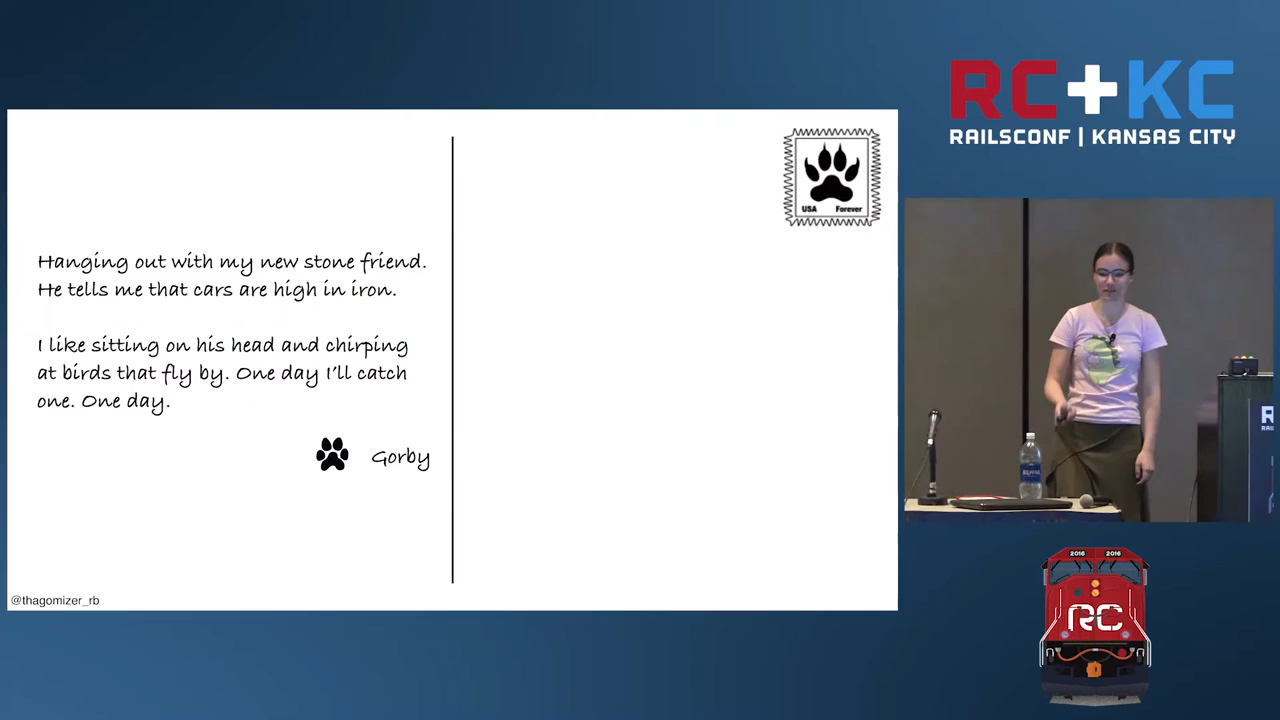 RC+KC
RAILSCONF | KANSAS CITY
USA Forever
Hanging out with my new stone friend.
He tells me that cars are high in iron.
I like sitting on his head and chirping
at birds that fly by. One day I'll catch
one. One day.
Gorby
@thagomizer_rb
2016 2016
RC